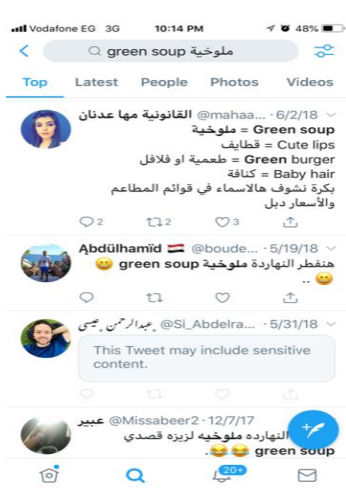 Vodafone EG 3G 10:14 PM 48%
green soup ملوخية
Top Latest People Photos Videos
القانونية مها عدنان @mahaa... · 6/2/18
Green soup = ملوخية
Cute lips = قطايف
Green burger = طعمية او فلافل
Baby hair = كنافة
بكرة نشوف هالاسماء في قوائم المطاعم
والأسعار دبل
2 2 3
Ąbdülhamïd @boude... · 5/19/18
هنفطر النهاردة ملوخية green soup
..
عبدالرحمن عيسى @Si_Abdelra... · 5/31/18
This Tweet may include sensitive
content.
عبير @Missabeer2 · 12/7/17
النهارده ملوخيه لزيزه قصدي
green soup .
20+